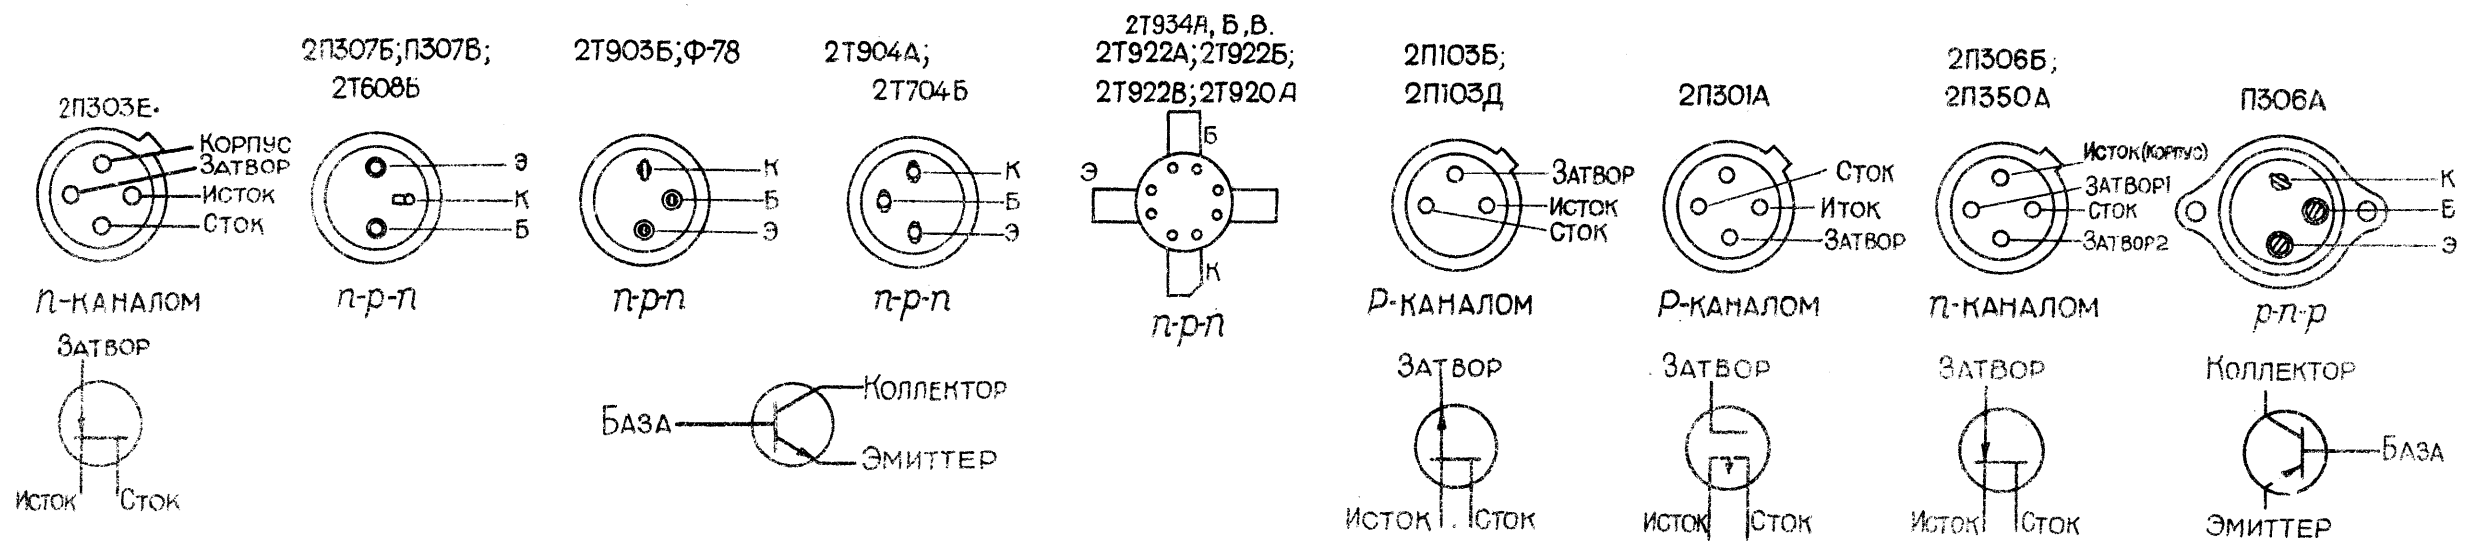 2П303Е.
КОРПУС
ЗАТВОР
ИСТОК
СТОК
п-КАНАЛОМ
ЗАТВОР
ИСТОК
СТОК
2П307Б; П307В;
2Т608Б
Э
К
Б
п-р-п
2Т903Б; Ф-78
К
Б
Э
п-р-п
2Т904А;
2Т704Б
К
Б
Э
п-р-п
БАЗА
КОЛЛЕКТОР
ЭМИТТЕР
2Т934А, Б, В.
2Т922А; 2Т922Б;
2Т922В; 2Т920А
Б
Э
К
п-р-п
2П103Б;
2П103Д
ЗАТВОР
ИСТОК
СТОК
Р-КАНАЛОМ
ЗАТВОР
ИСТОК
СТОК
2П301А
СТОК
ИТОК
ЗАТВОР
Р-КАНАЛОМ
ЗАТВОР
ИСТОК
СТОК
2П306Б;
2П350А
ИСТОК(КОРПУС)
ЗАТВОР1
СТОК
ЗАТВОР2
п-КАНАЛОМ
ЗАТВОР
ИСТОК
СТОК
П306А
К
Б
Э
р-п-р
КОЛЛЕКТОР
БАЗА
ЭМИТТЕР